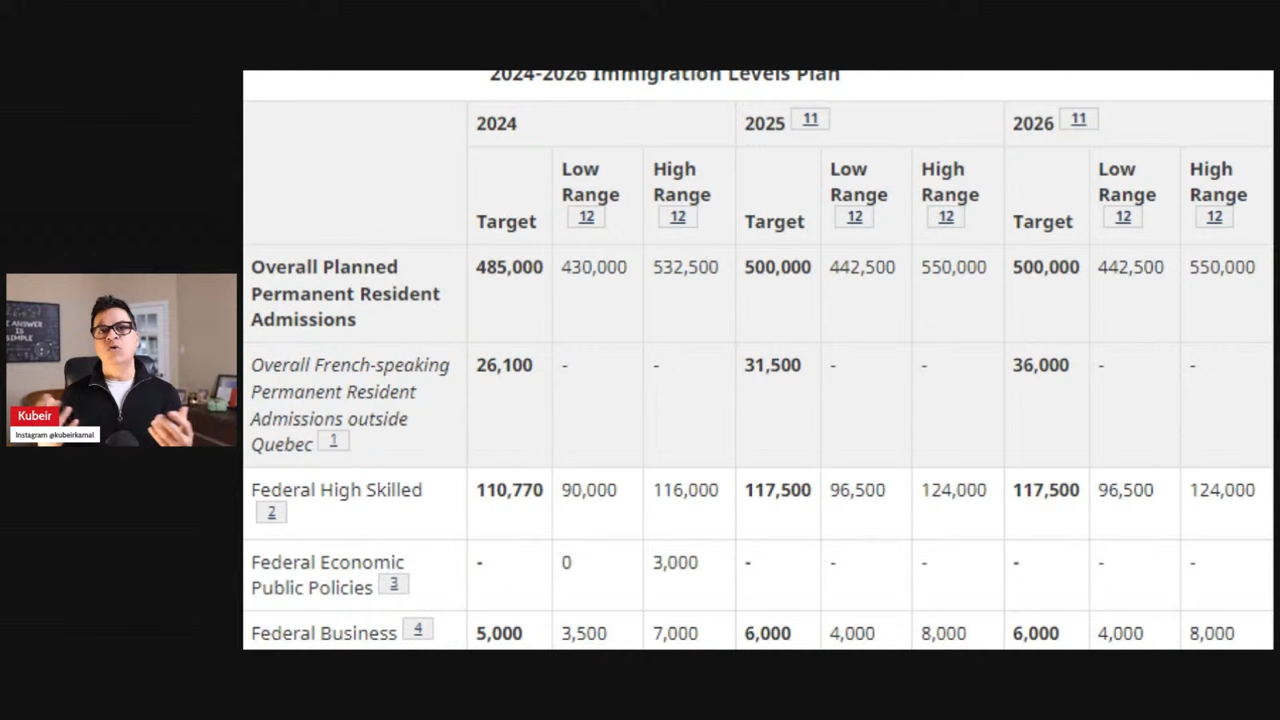 2024-2026 Immigration Levels Plan
2024 2025 11 2026 11
Target Low Range 12 High Range 12 Target Low Range 12 High Range 12 Target Low Range 12 High Range 12
Overall Planned Permanent Resident Admissions 485,000 430,000 532,500 500,000 442,500 550,000 500,000 442,500 550,000
Overall French-speaking Permanent Resident Admissions outside Quebec 1 26,100 - - 31,500 - - 36,000 - -
Federal High Skilled 2 110,770 90,000 116,000 117,500 96,500 124,000 117,500 96,500 124,000
Federal Economic Public Policies 3 - 0 3,000 - - - - - -
Federal Business 4 5,000 3,500 7,000 6,000 4,000 8,000 6,000 4,000 8,000
ANSWER
IS
SIMPLE
Kubeir
Instagram @kubeirkamal